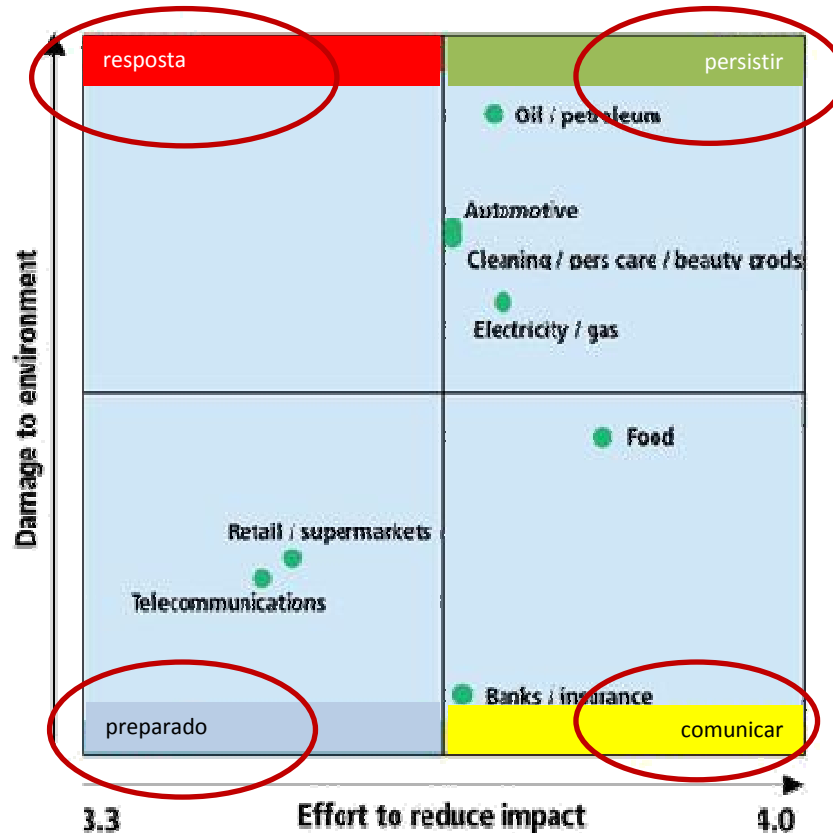 resposta
persistir
Oil / petroleum
Automotive
Cleaning / pers care / beauty prods
Electricity / gas
Damage to environment
Food
Retail / supermarkets
Telecommunications
Banks / insurance
preparado
comunicar
3.3
Effort to reduce impact
4.0